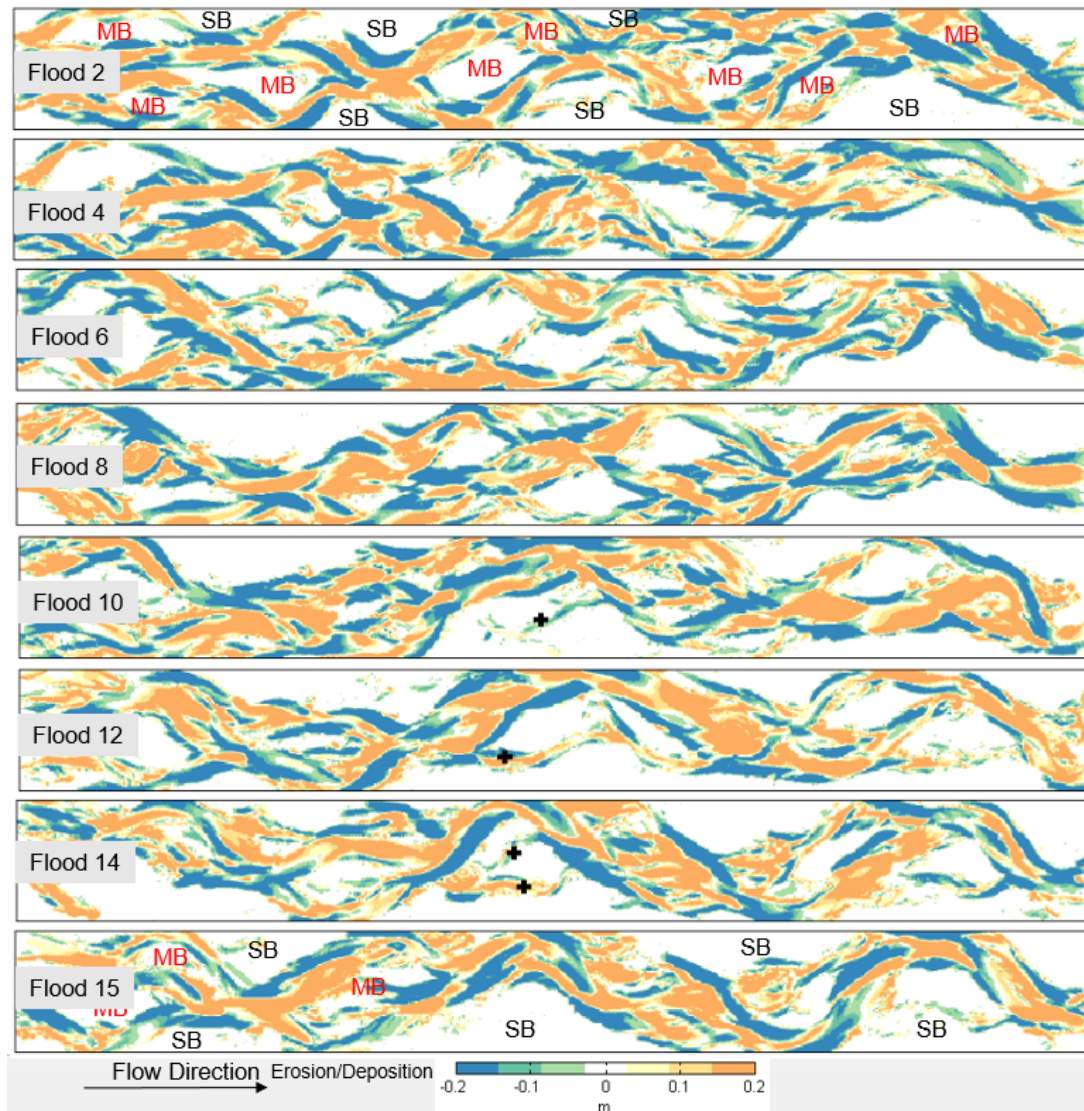 SB SB SB
MB MB MB
Flood 2
MB MB MB MB
MB
SB SB SB
Flood 4
Flood 6
Flood 8
Flood 10
Flood 12
Flood 14
SB SB
MB
Flood 15 MB
MB
SB SB SB
Flow Direction Erosion/Deposition
-0.2 -0.1 0 0.1 0.2
m